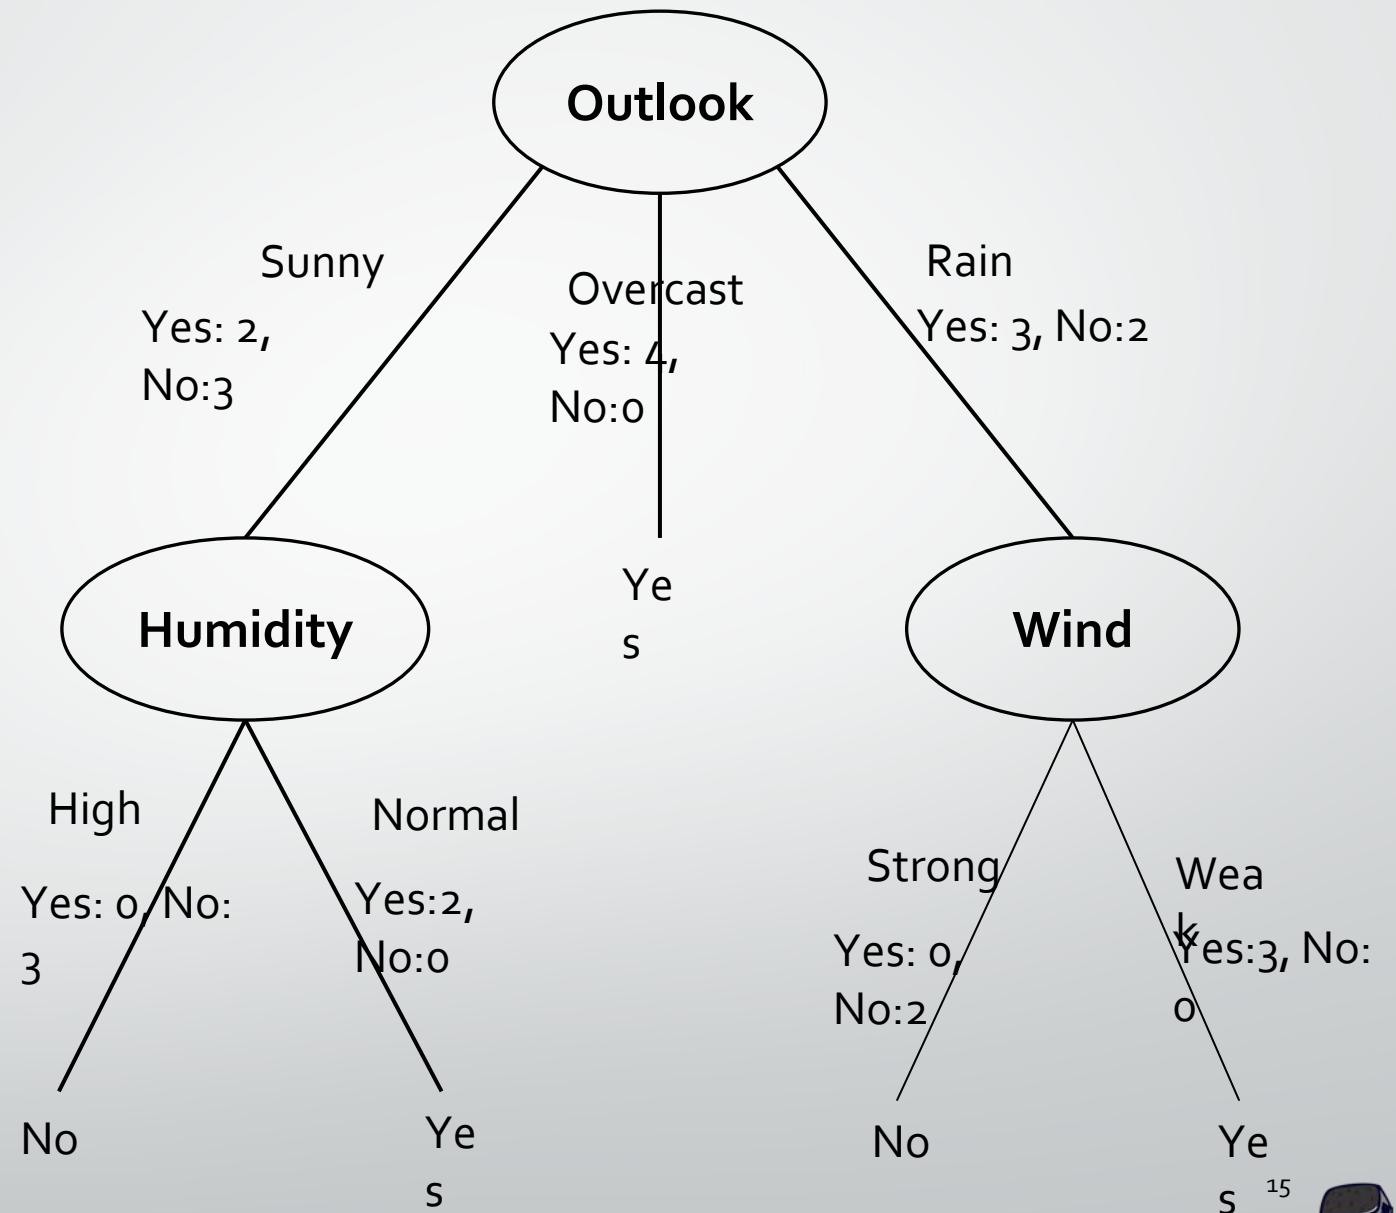 Outlook
Sunny
Yes: 2,
No:3
Overcast
Yes: 4,
No:0
Rain
Yes: 3, No:2
Humidity
Ye
s
Wind
High
Yes: 0, No:
3
Normal
Yes:2,
No:0
Strong
Yes: 0,
No:2
Wea
k
Yes:3, No:
0
No
Ye
s
No
Ye
s
15